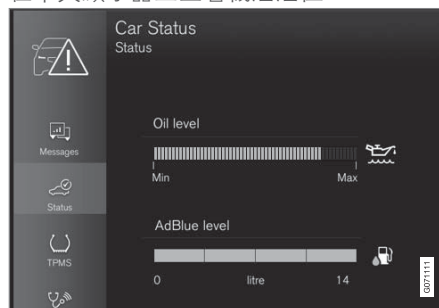 Car Status
Status
Messages
Status
TPMS
Oil level
Min Max
AdBlue level
0 litre 14
G071111